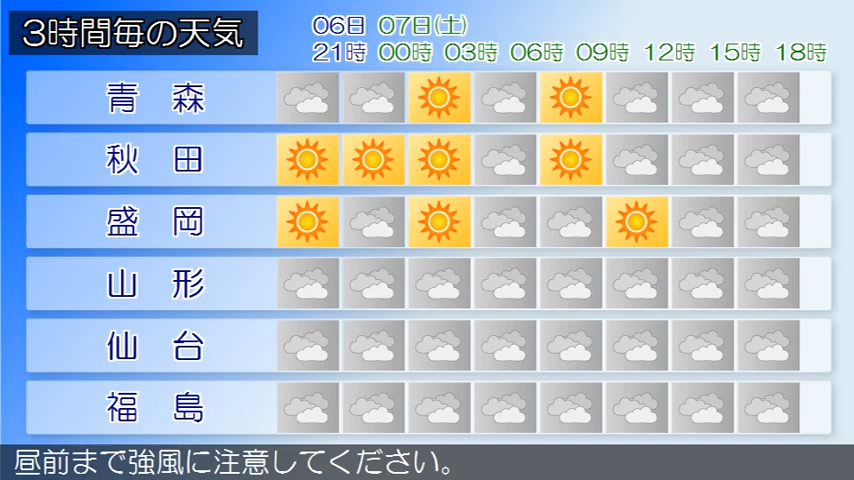 3時間毎の天気
06日 07日(土)
21時 00時 03時 06時 09時 12時 15時 18時
青森
秋田
盛岡
山形
仙台
福島
昼前まで強風に注意してください。